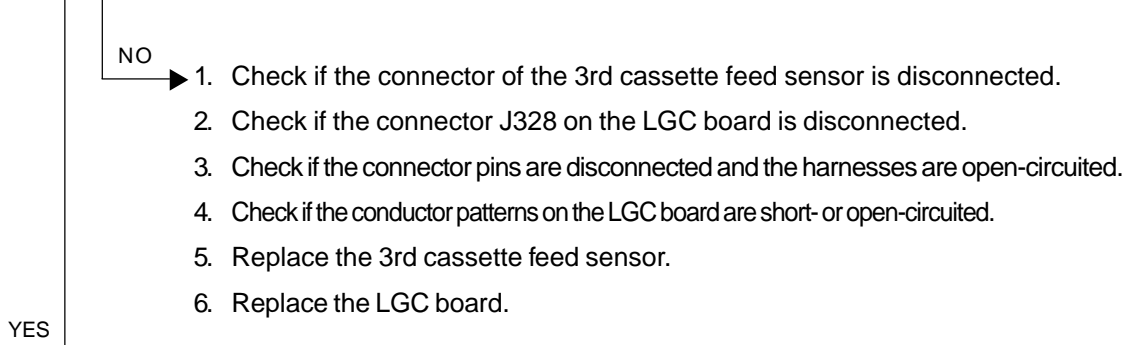 NO
1. Check if the connector of the 3rd cassette feed sensor is disconnected.
2. Check if the connector J328 on the LGC board is disconnected.
3. Check if the connector pins are disconnected and the harnesses are open-circuited.
4. Check if the conductor patterns on the LGC board are short- or open-circuited.
5. Replace the 3rd cassette feed sensor.
6. Replace the LGC board.
YES